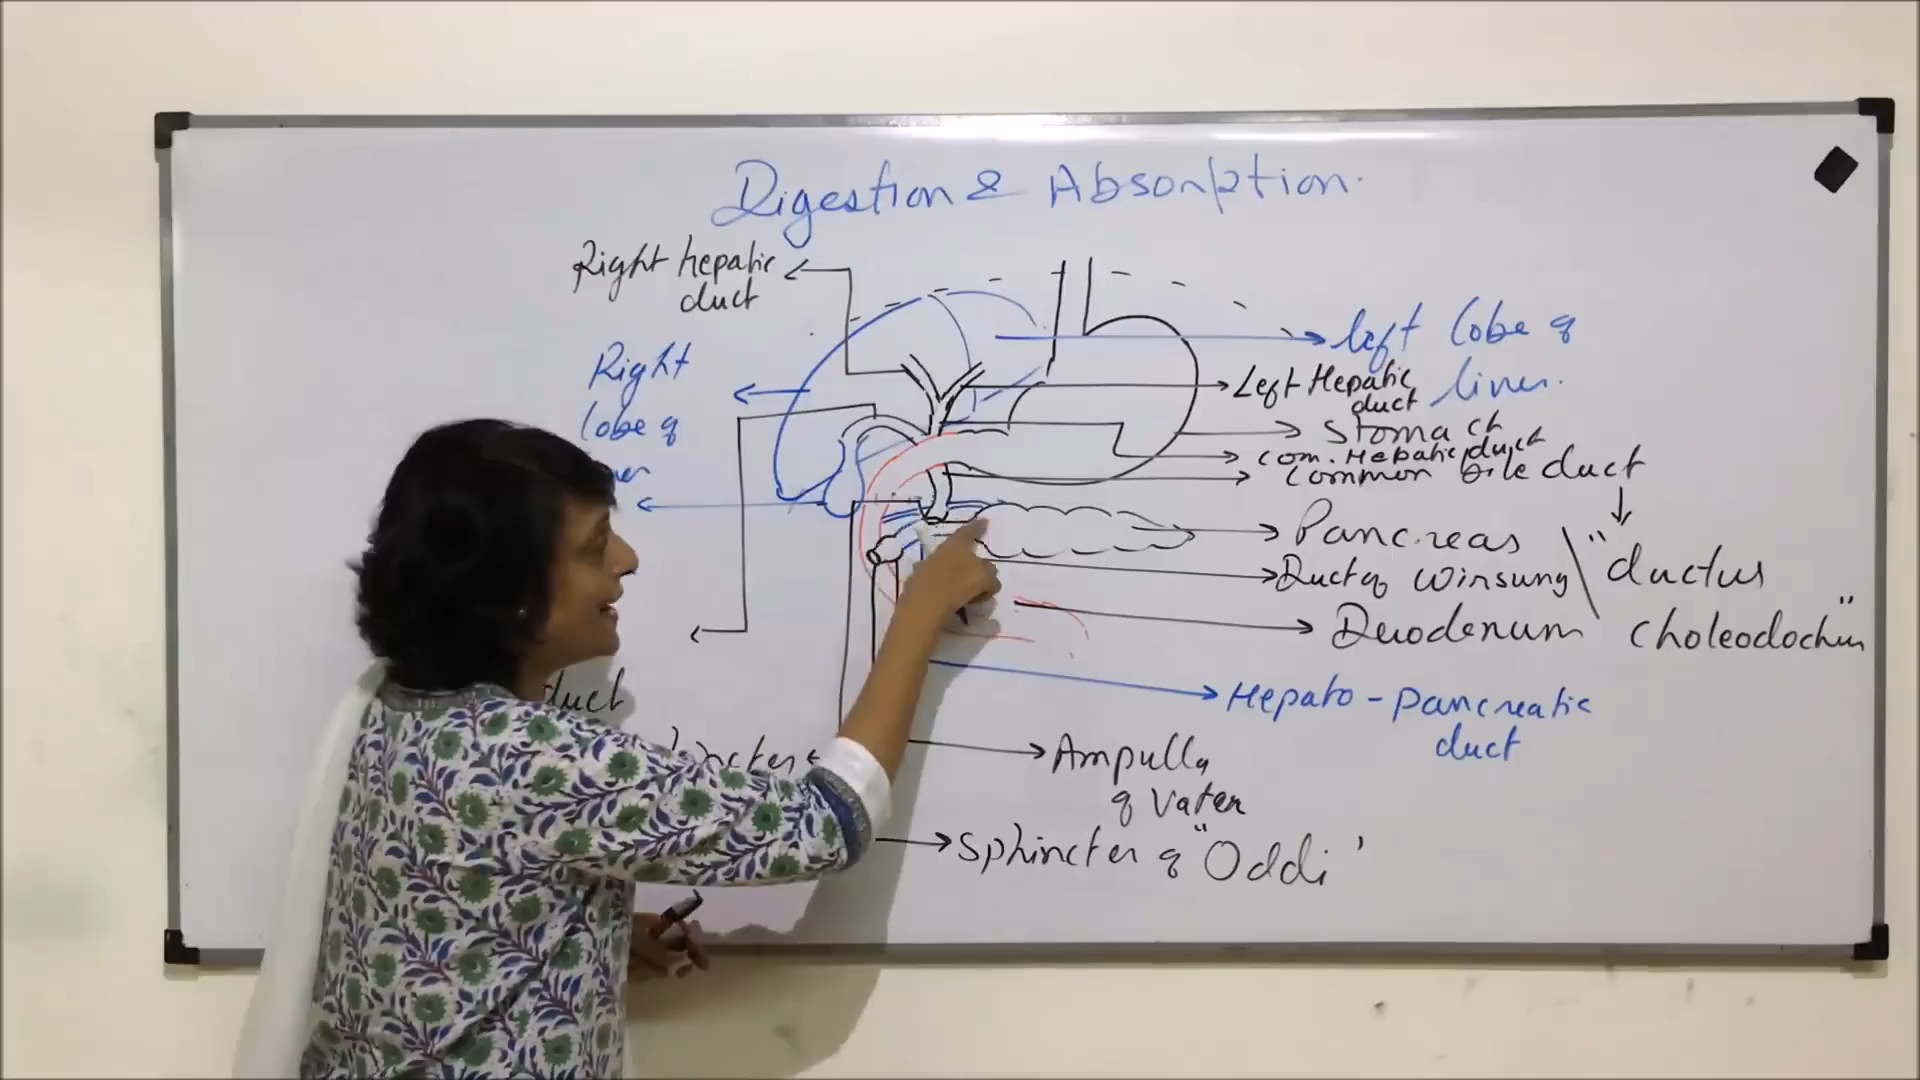 Digestion & Absorption.
Right hepatic
duct
Right
lobe of
left lobe of
liver.
Left Hepatic
duct
Stomach
Com. Hepatic duct
Common bile duct
↓
"ductus
choleodochus"
Pancreas
Duct of Wirsung
Duodenum
Hepato-pancreatic
duct
Ampulla
of Vater
Sphincter of "Oddi'
duct